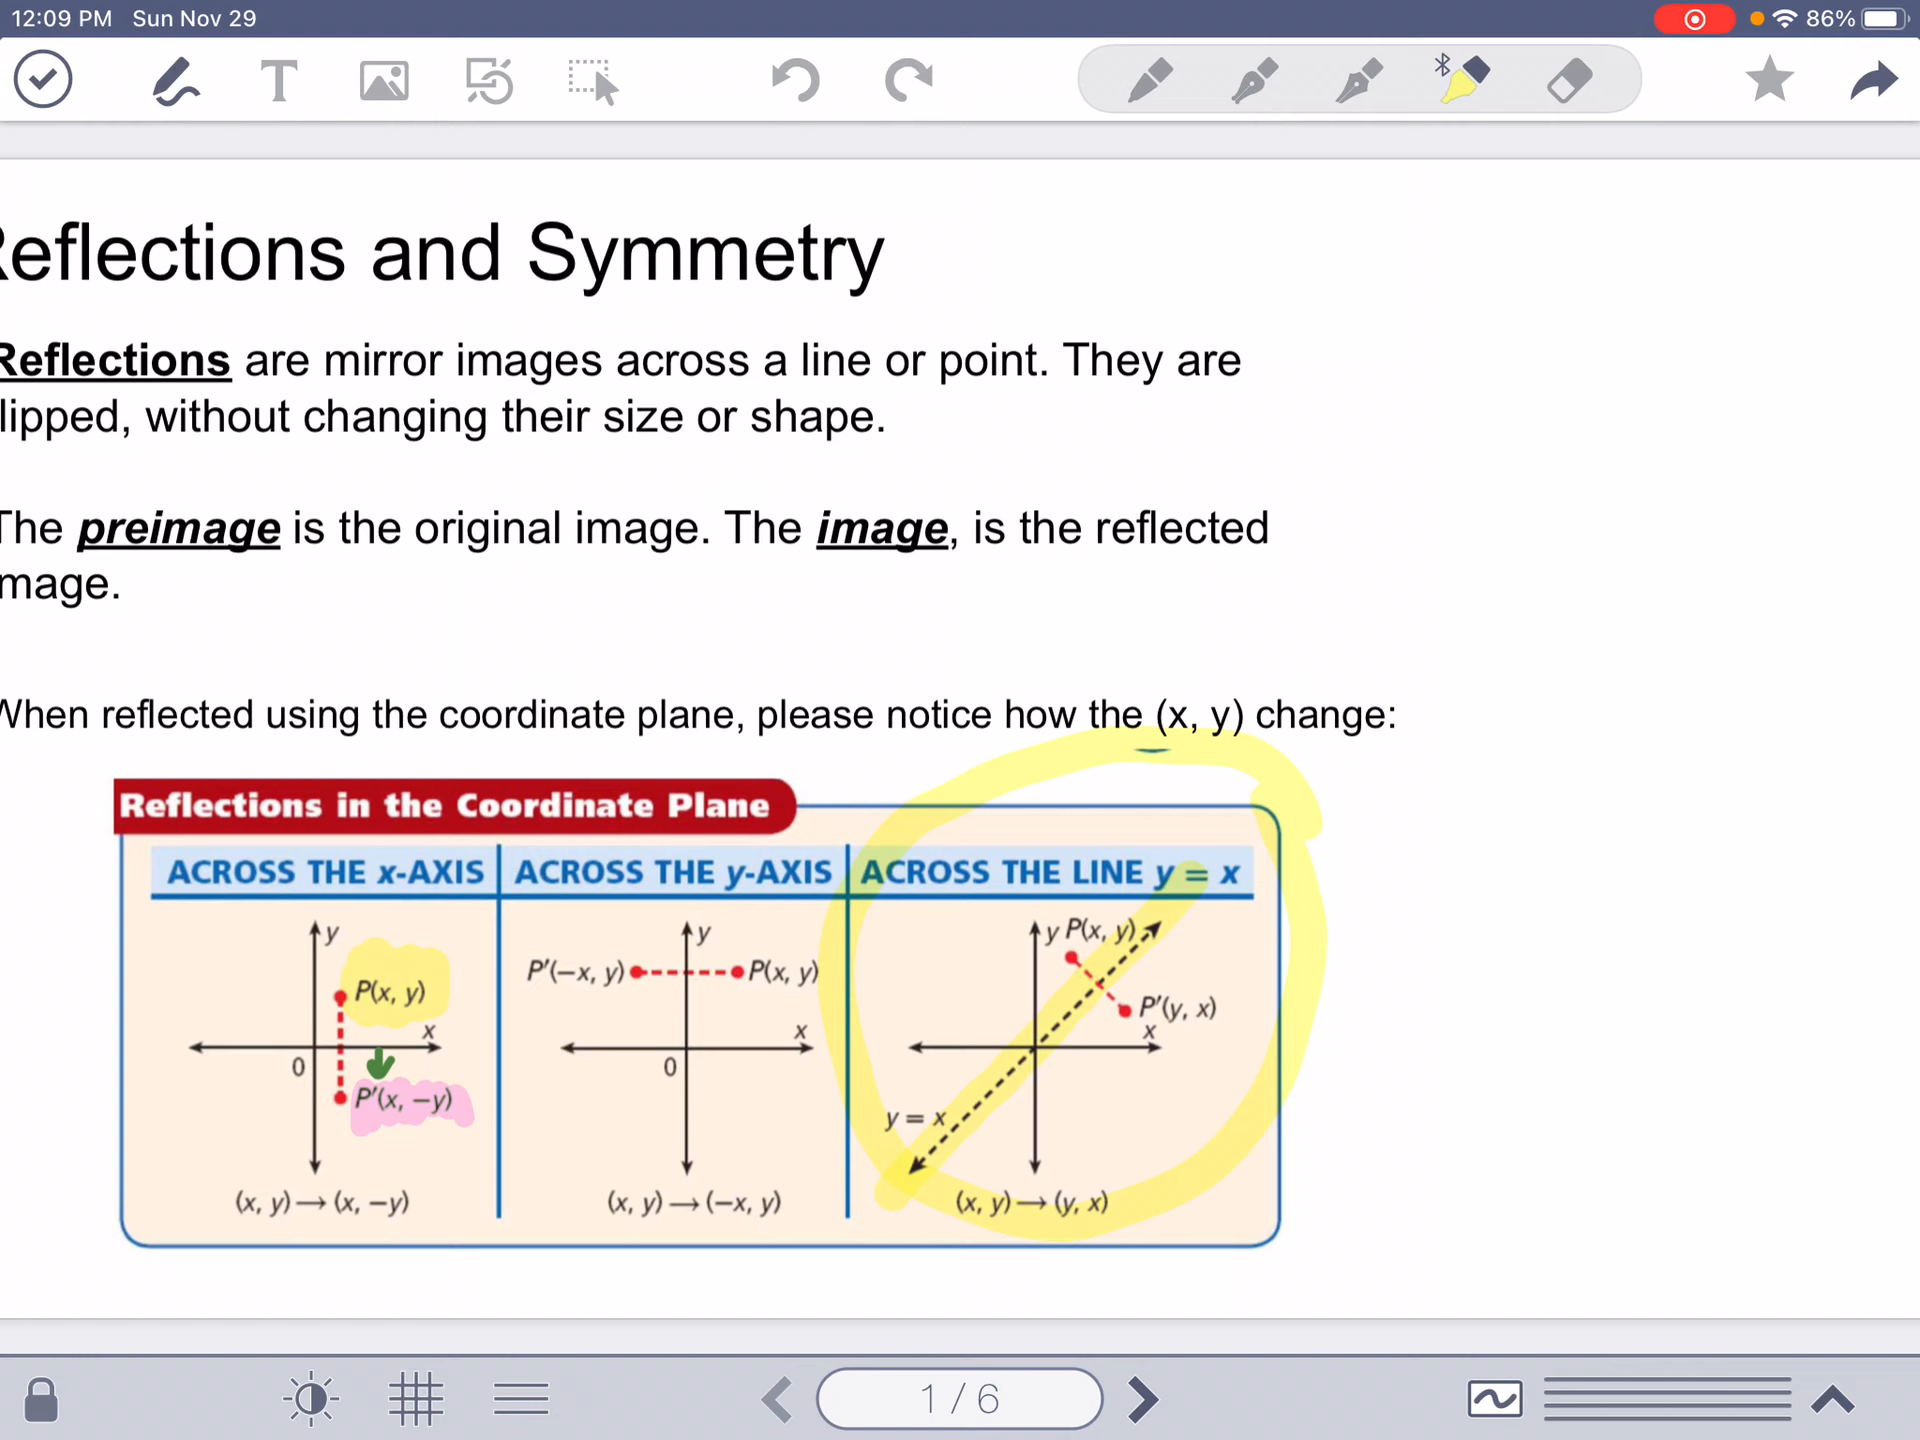 12:09 PM Sun Nov 29
86%
T
eflections and Symmetry
Reflections are mirror images across a line or point. They are
lipped, without changing their size or shape.
The preimage is the original image. The image, is the reflected
mage.
When reflected using the coordinate plane, please notice how the (x, y) change:
Reflections in the Coordinate Plane
ACROSS THE x-AXIS ACROSS THE y-AXIS ACROSS THE LINE y = x
y
P(x, y)
x
0
P′(x, −y)
(x, y) → (x, −y)
y
P′(−x, y) P(x, y)
x
0
(x, y) → (−x, y)
y P(x, y)
P′(y, x)
x
y = x
(x, y) → (y, x)
1 / 6